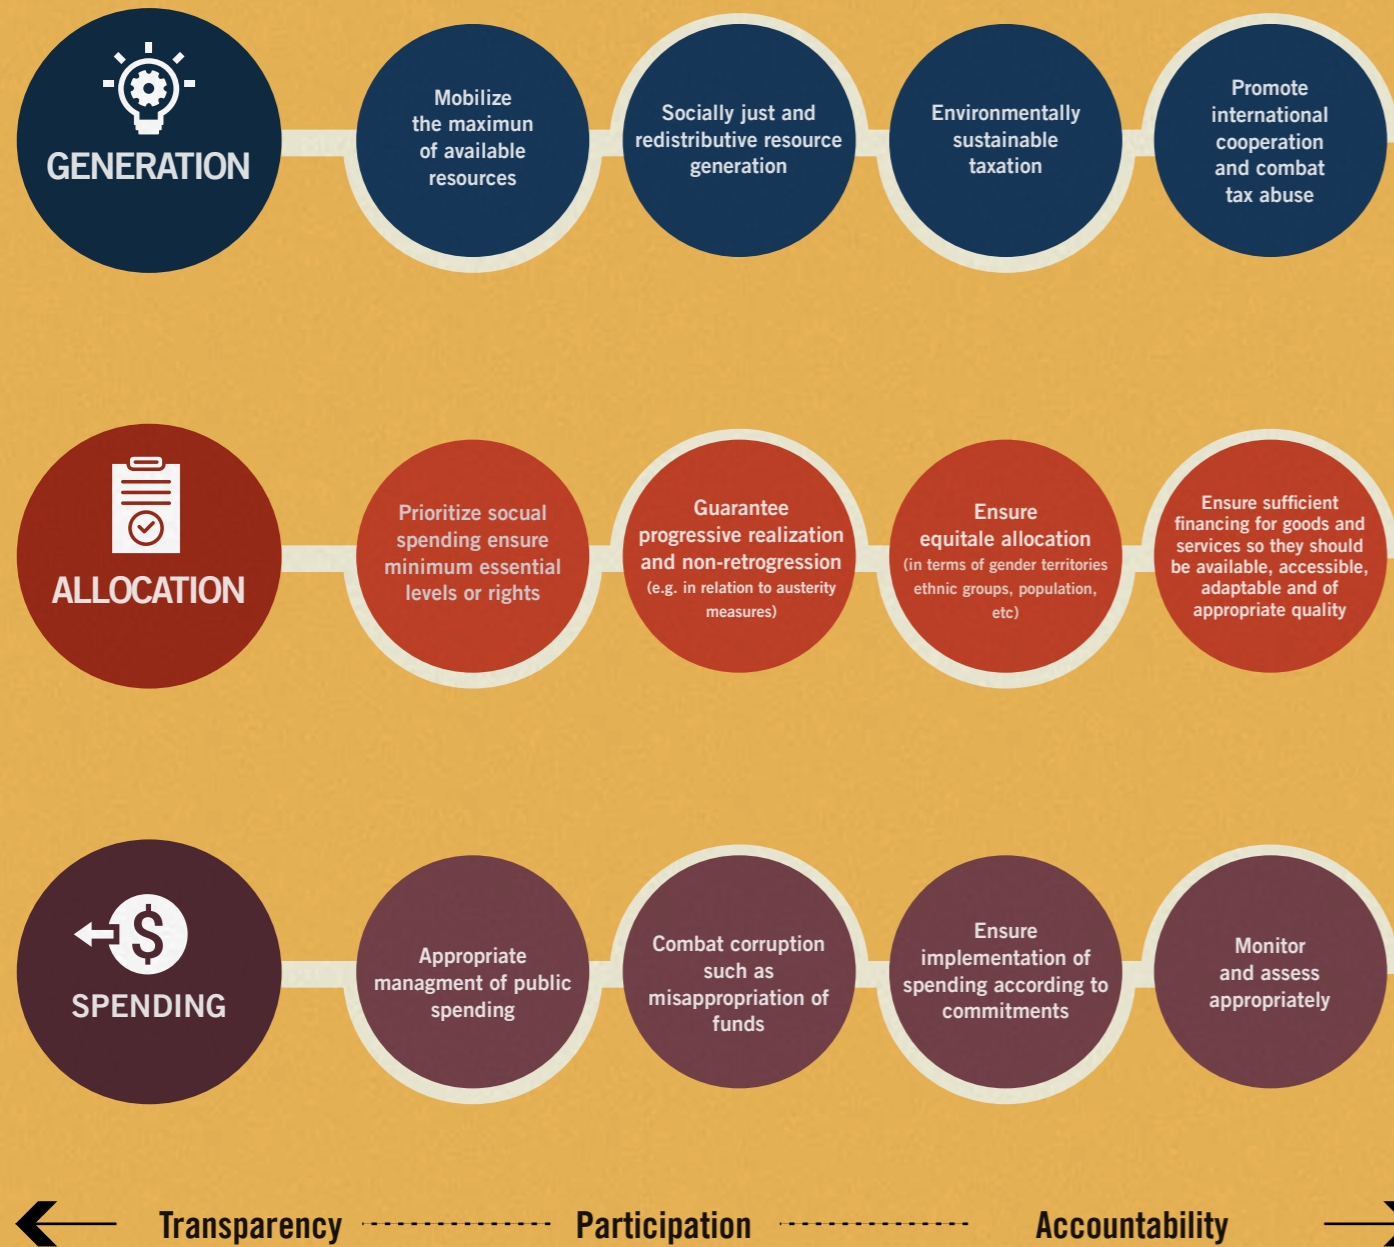 GENERATION
Mobilize
the maximun
of available
resources
Socially just and
redistributive resource
generation
Environmentally
sustainable
taxation
Promote
international
cooperation
and combat
tax abuse
ALLOCATION
Prioritize socual
spending ensure
minimum essential
levels or rights
Guarantee
progressive realization
and non-retrogression
(e.g. in relation to austerity
measures)
Ensure
equitale allocation
(in terms of gender territories
ethnic groups, population,
etc)
Ensure sufficient
financing for goods and
services so they should
be available, accessible,
adaptable and of
appropriate quality
$
SPENDING
Appropriate
managment of public
spending
Combat corruption
such as
misappropriation of
funds
Ensure
implementation of
spending according to
commitments
Monitor
and assess
appropriately
Transparency Participation Accountability